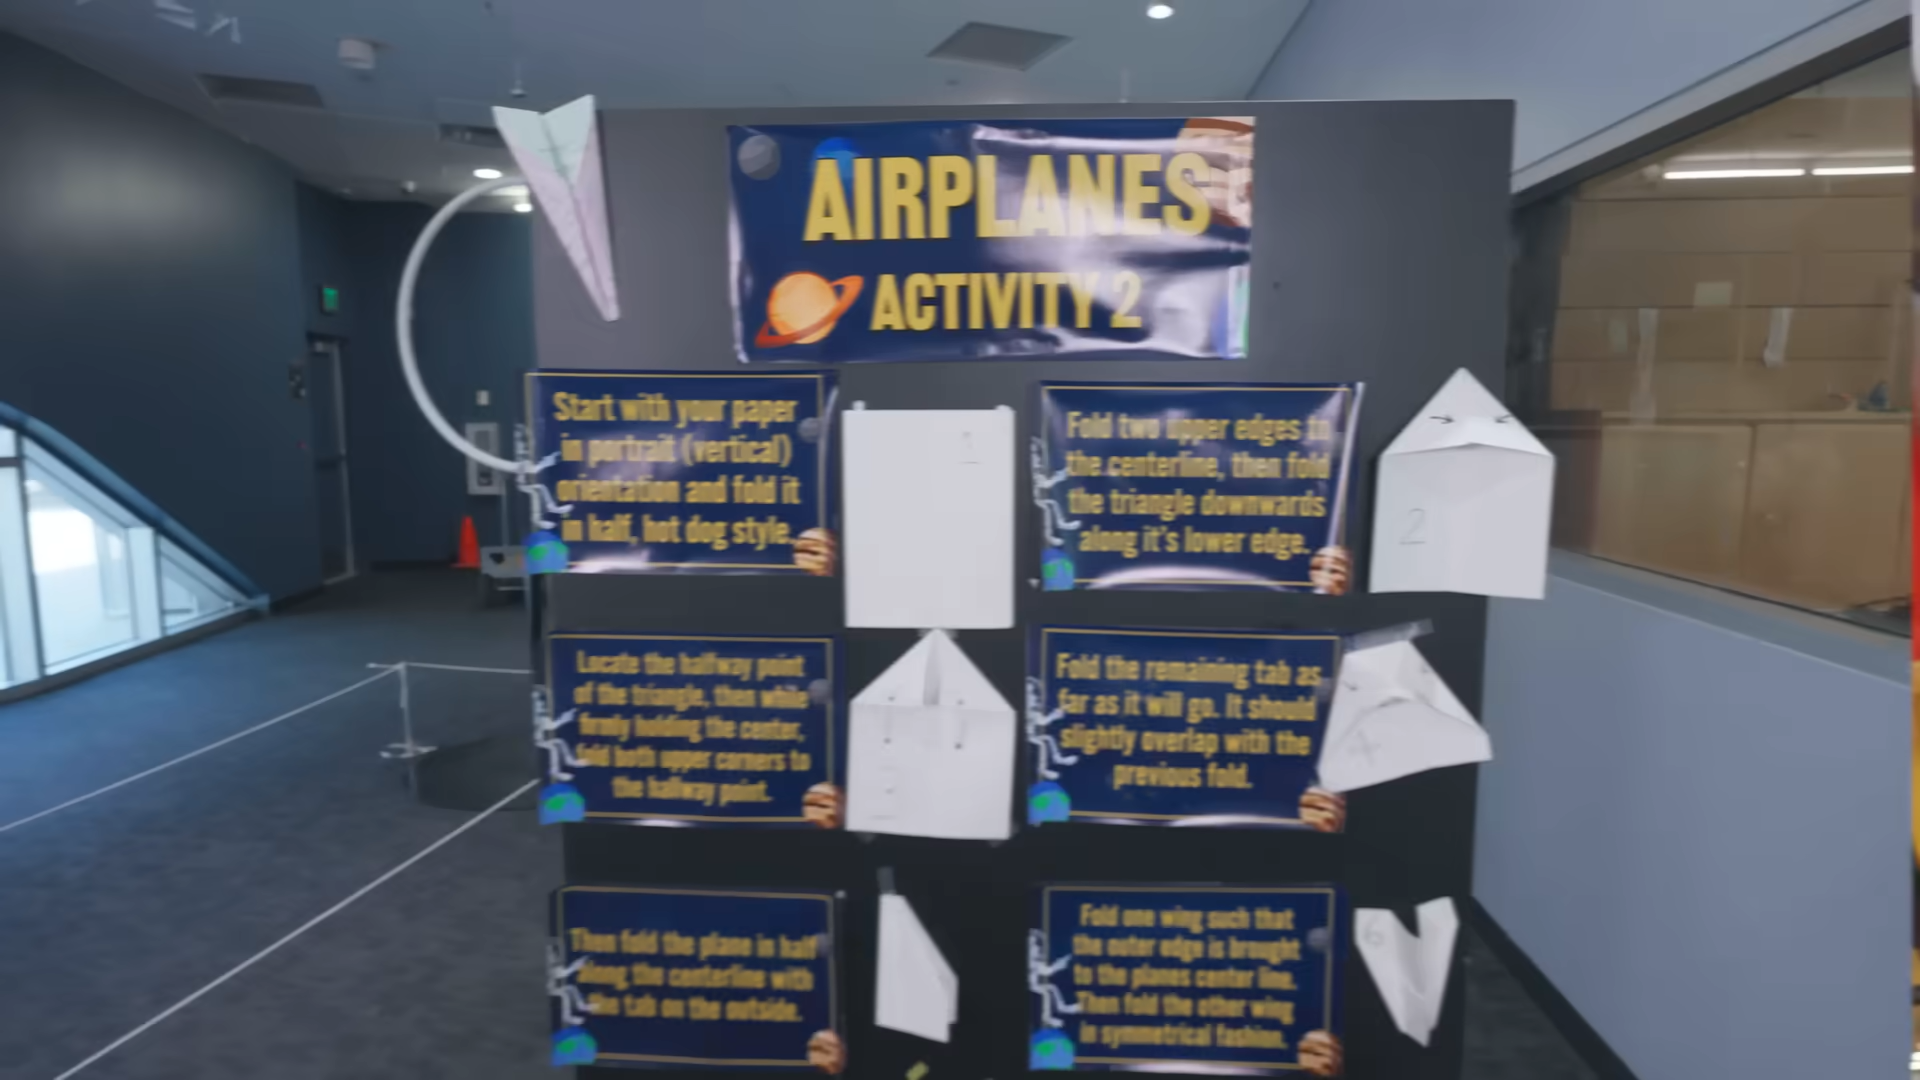 AIRPLANES
ACTIVITY 2
Start with your paper
in portrait (vertical)
orientation and fold it
in half, hot dog style.
1
Fold two upper edges to
the centerline, then fold
the triangle downwards
along it's lower edge.
2
Locate the halfway point
of the triangle, then while
firmly holding the center,
fold both upper corners to
the halfway point.
3
Fold the remaining tab as
far as it will go. It should
slightly overlap with the
previous fold.
4
Then fold the plane in half
along the centerline with
the tab on the outside.
Fold one wing such that
the outer edge is brought
to the planes center line.
Then fold the other wing
in symmetrical fashion.
6